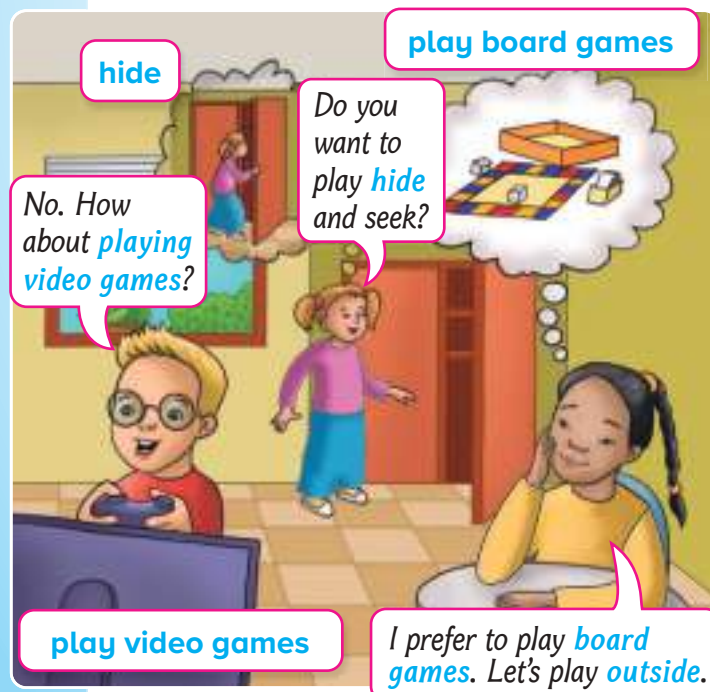 play board games
hide
Do you
want to
play hide
and seek?
No. How
about playing
video games?
play video games
I prefer to play board
games. Let's play outside.